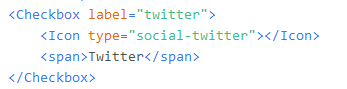 <Checkbox label="twitter">
    <Icon type="social-twitter"></Icon>
    <span>Twitter</span>
</Checkbox>